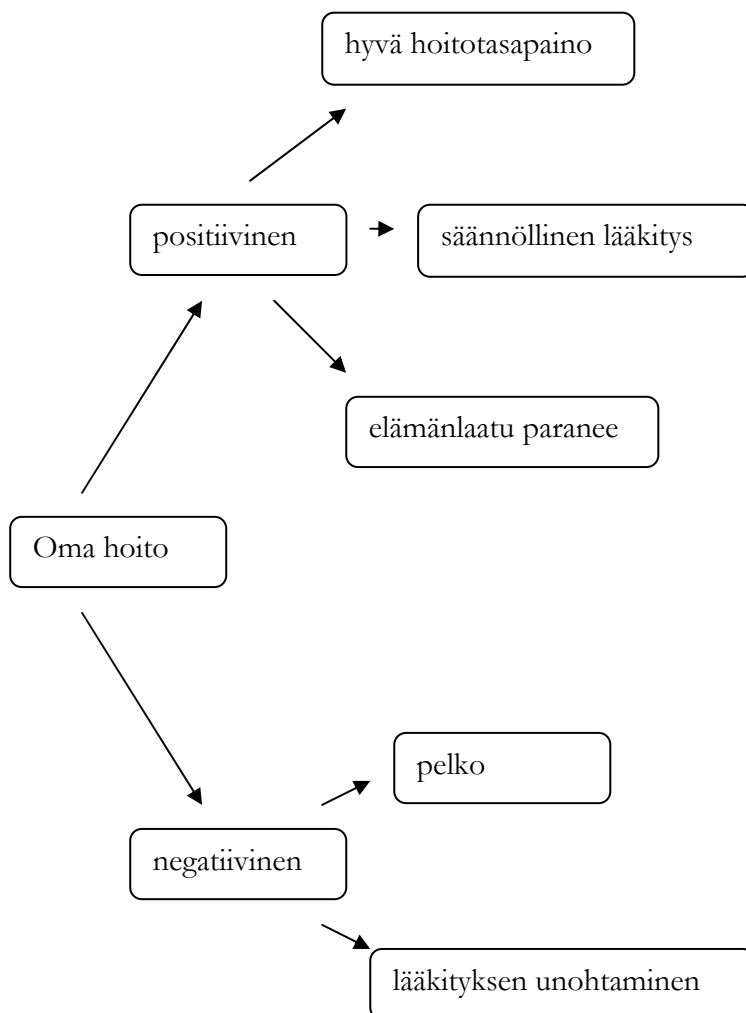 hyvä hoitotasapaino
positiivinen
säännöllinen lääkitys
elämänlaatu paranee
Oma hoito
pelko
negatiivinen
lääkityksen unohtaminen